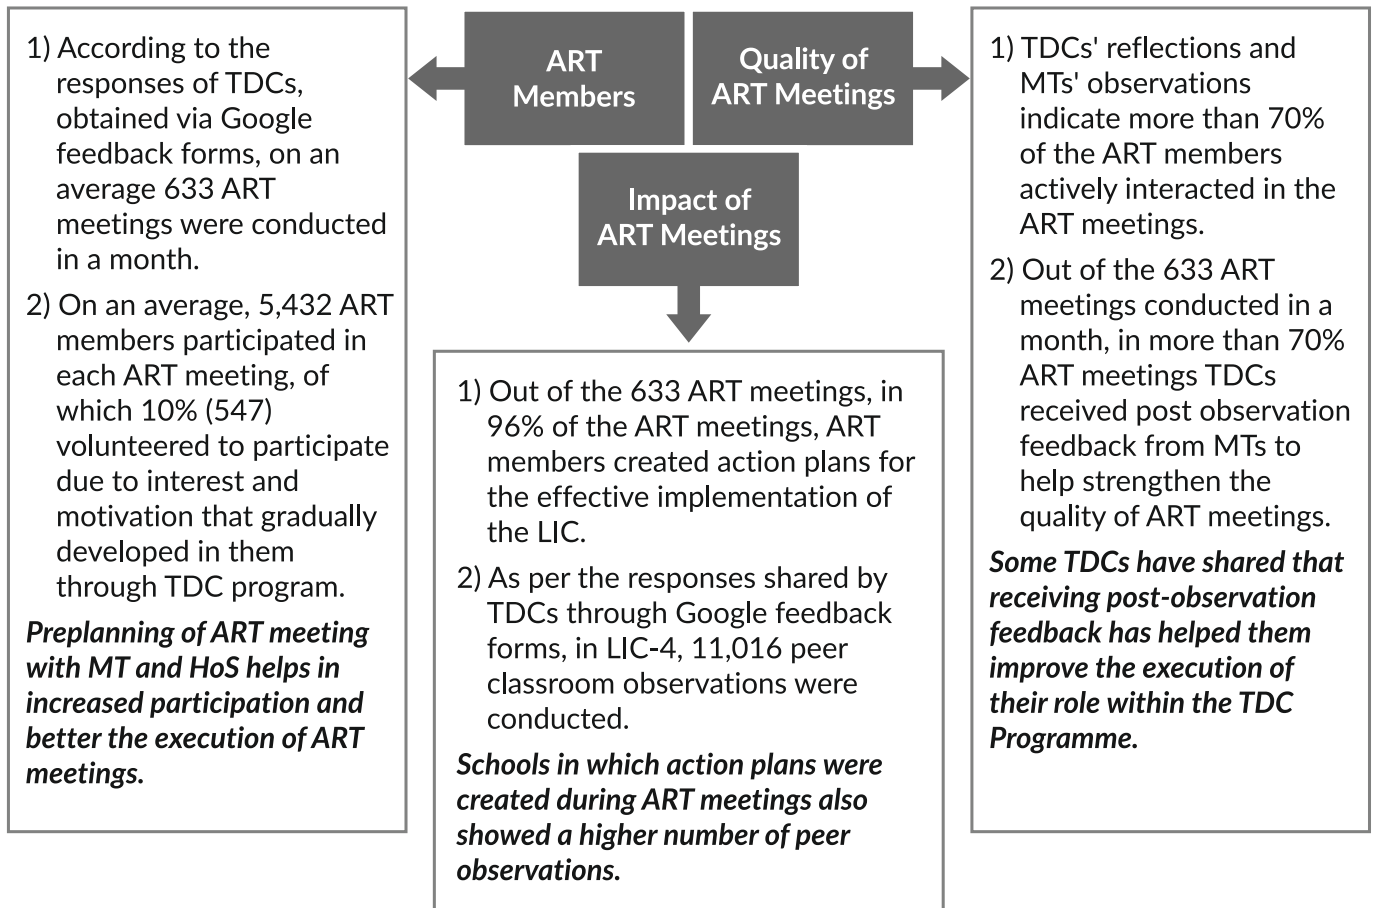 ART
Members
Quality of
ART Meetings
Impact of
ART Meetings
1) According to the
responses of TDCs,
obtained via Google
feedback forms, on an
average 633 ART
meetings were conducted
in a month.
2) On an average, 5,432 ART
members participated in
each ART meeting, of
which 10% (547)
volunteered to participate
due to interest and
motivation that gradually
developed in them
through TDC program.
Preplanning of ART meeting
with MT and HoS helps in
increased participation and
better the execution of ART
meetings.
1) Out of the 633 ART meetings, in
96% of the ART meetings, ART
members created action plans for
the effective implementation of
the LIC.
2) As per the responses shared by
TDCs through Google feedback
forms, in LIC-4, 11,016 peer
classroom observations were
conducted.
Schools in which action plans were
created during ART meetings also
showed a higher number of peer
observations.
1) TDCs' reflections and
MTs' observations
indicate more than 70%
of the ART members
actively interacted in the
ART meetings.
2) Out of the 633 ART
meetings conducted in a
month, in more than 70%
ART meetings TDCs
received post observation
feedback from MTs to
help strengthen the
quality of ART meetings.
Some TDCs have shared that
receiving post-observation
feedback has helped them
improve the execution of
their role within the TDC
Programme.